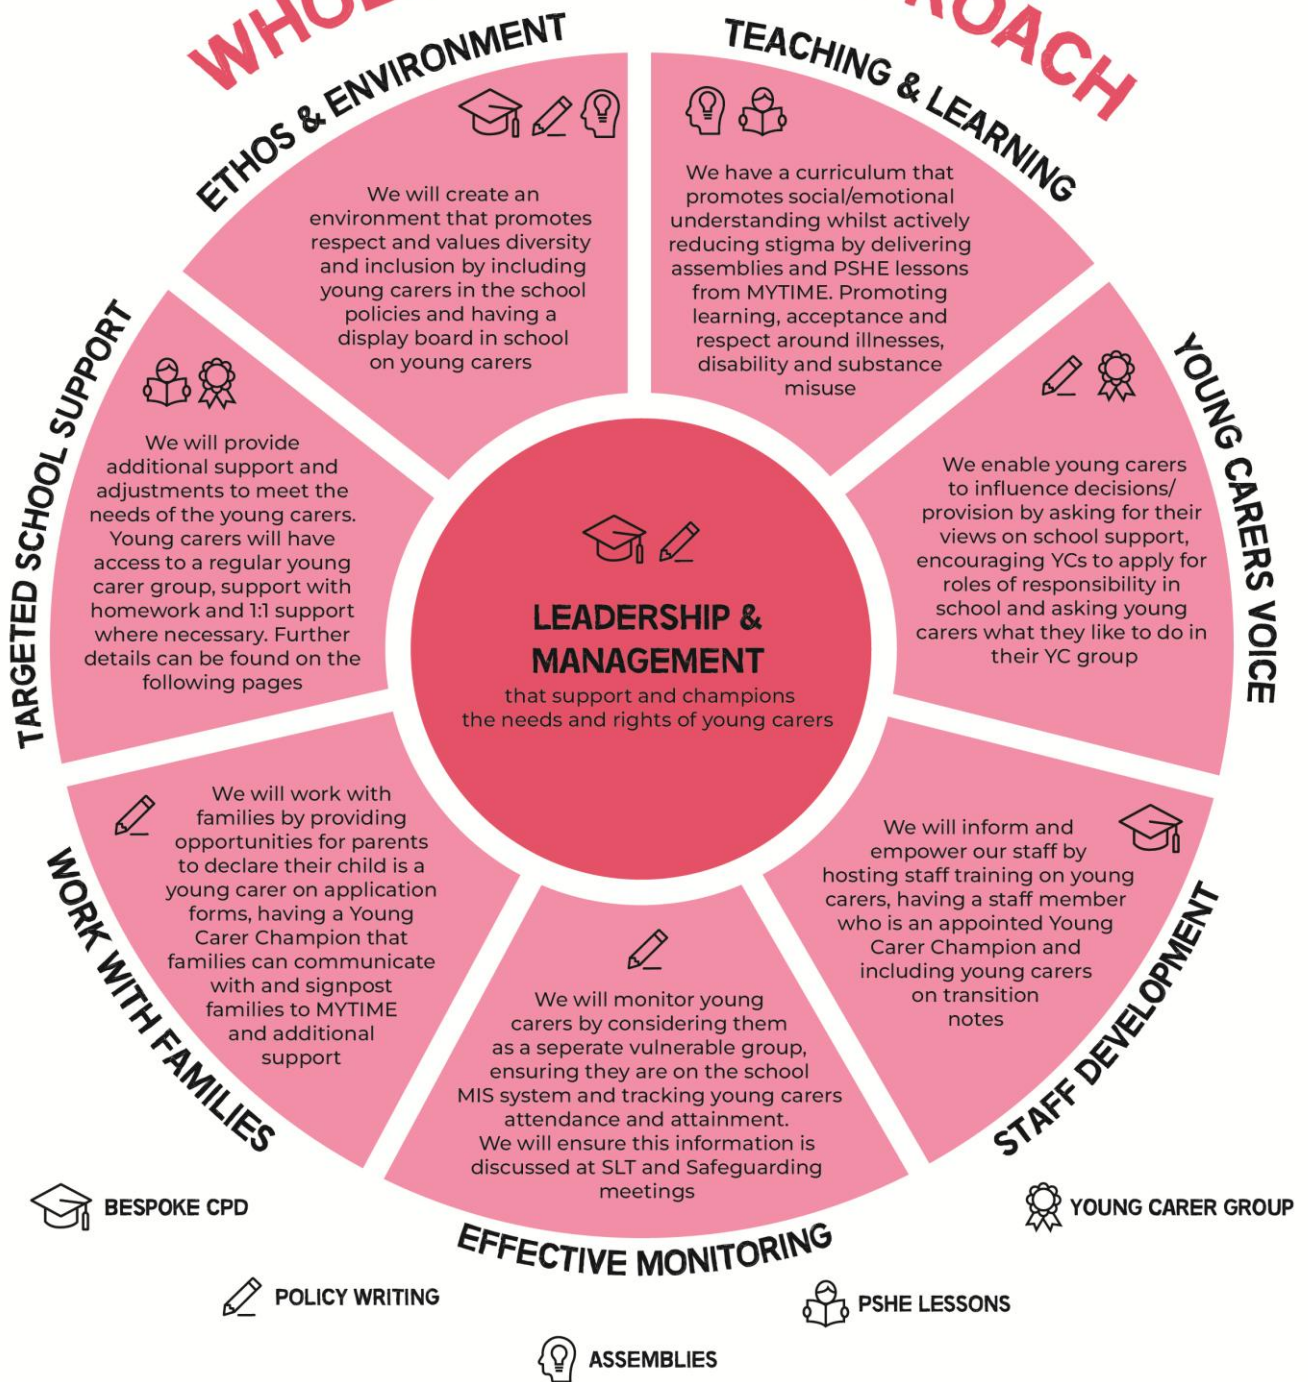 ETHOS & ENVIRONMENT
We will create an
environment that promotes
respect and values diversity
and inclusion by including
young carers in the school
policies and having a
display board in school
on young carers
TEACHING & LEARNING
We have a curriculum that
promotes social/emotional
understanding whilst actively
reducing stigma by delivering
assemblies and PSHE lessons
from MYTIME. Promoting
learning, acceptance and
respect around illnesses,
disability and substance
misuse
YOUNG CARERS VOICE
We enable young carers
to influence decisions/
provision by asking for their
views on school support,
encouraging YCs to apply for
roles of responsibility in
school and asking young
carers what they like to do in
their YC group
STAFF DEVELOPMENT
We will inform and
empower our staff by
hosting staff training on young
carers, having a staff member
who is an appointed Young
Carer Champion and
including young carers
on transition
notes
EFFECTIVE MONITORING
We will monitor young
carers by considering them
as a seperate vulnerable group,
ensuring they are on the school
MIS system and tracking young carers
attendance and attainment.
We will ensure this information is
discussed at SLT and Safeguarding
meetings
WORK WITH FAMILIES
We will work with
families by providing
opportunities for parents
to declare their child is a
young carer on application
forms, having a Young
Carer Champion that
families can communicate
with and signpost
families to MYTIME
and additional
support
TARGETED SCHOOL SUPPORT
We will provide
additional support and
adjustments to meet the
needs of the young carers.
Young carers will have
access to a regular young
carer group, support with
homework and 1:1 support
where necessary. Further
details can be found on the
following pages
LEADERSHIP &
MANAGEMENT
that support and champions
the needs and rights of young carers
BESPOKE CPD
POLICY WRITING
ASSEMBLIES
PSHE LESSONS
YOUNG CARER GROUP